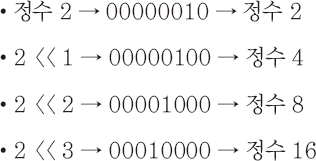 • 정수 2 → 00000010 → 정수 2
• 2 << 1 → 00000100 → 정수 4
• 2 << 2 → 00001000 → 정수 8
• 2 << 3 → 00010000 → 정수 16